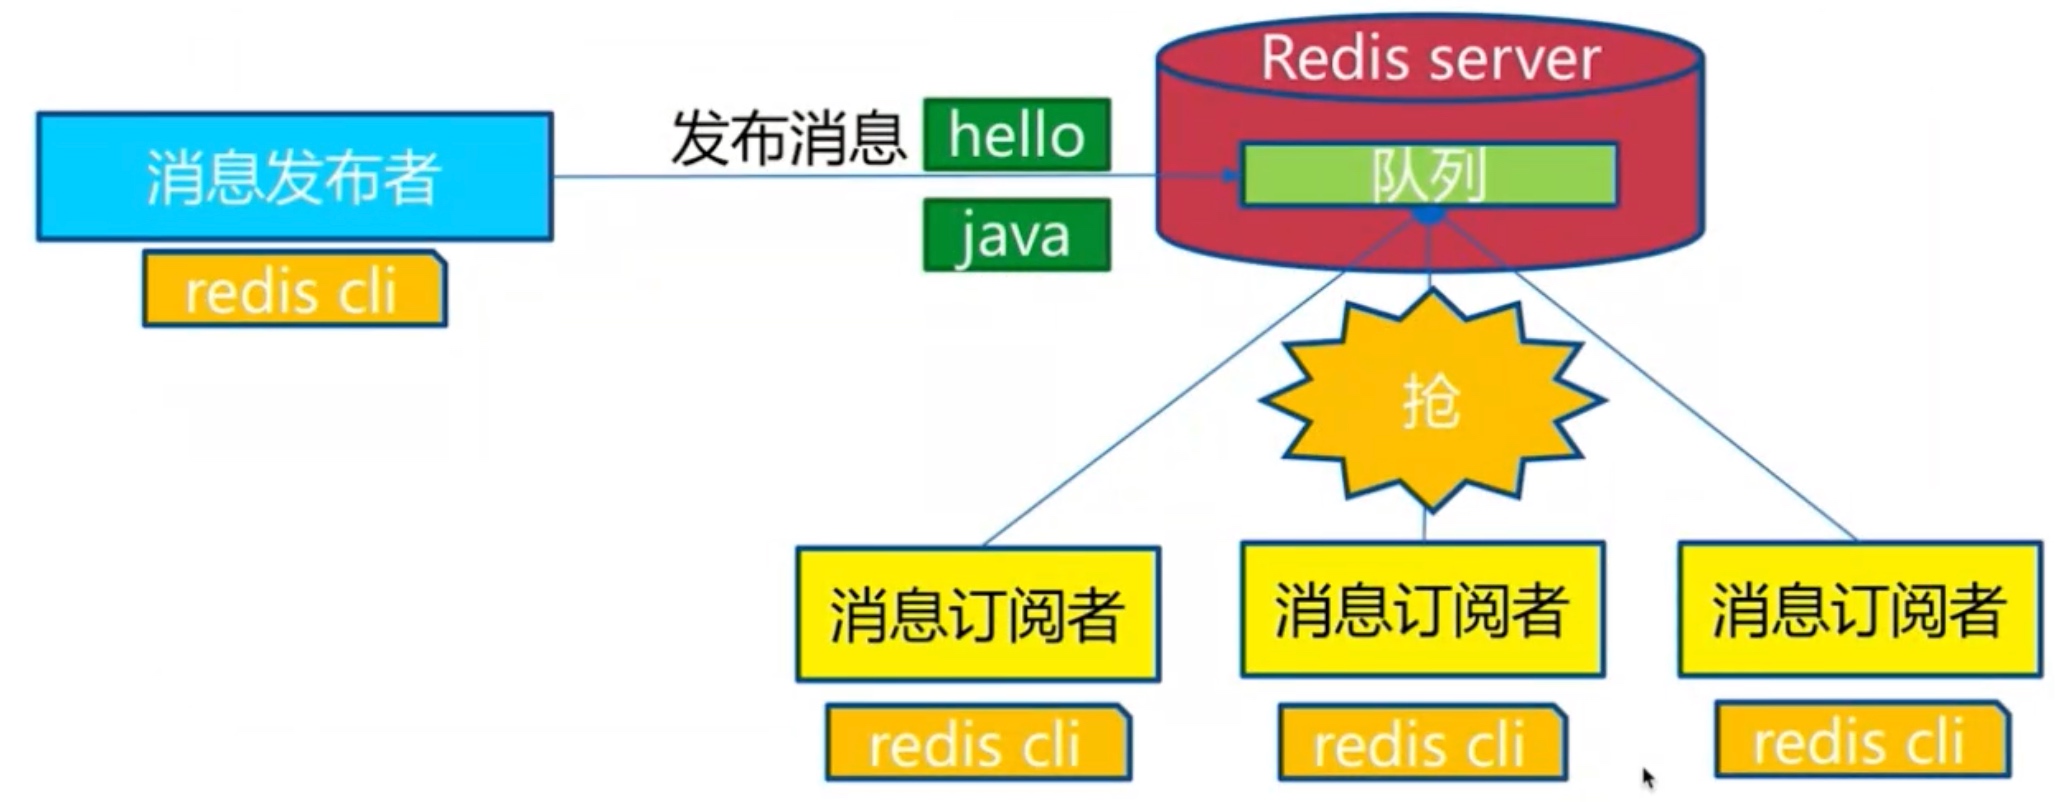 Redis server
发布消息
hello
消息发布者
队列
java
redis cli
抢
消息订阅者
消息订阅者
消息订阅者
redis cli
redis cli
redis cli